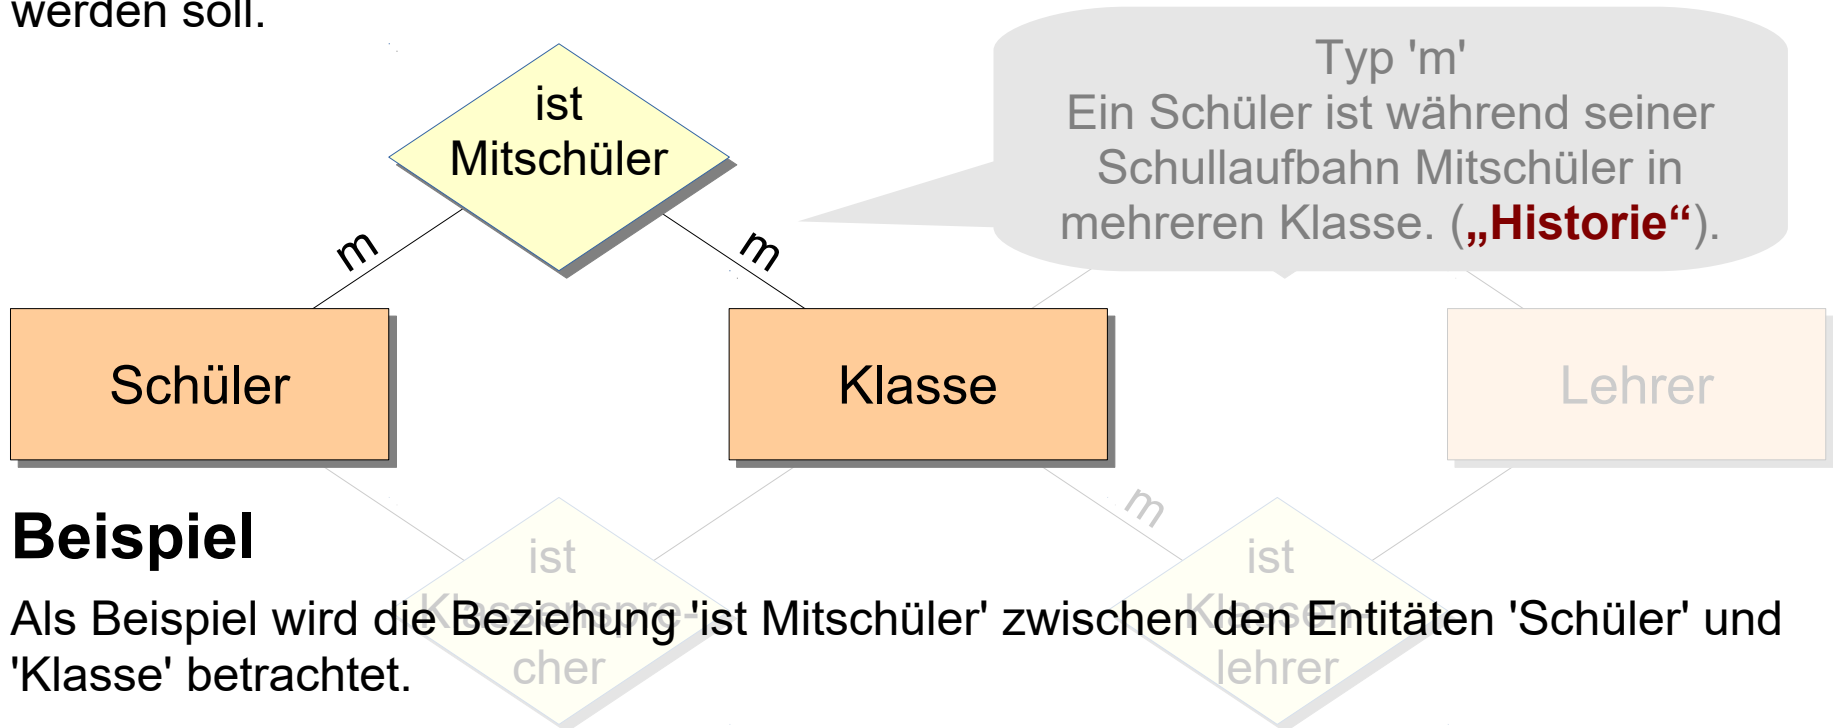 werden soll.
ist
Mitschüler
Typ 'm'
Ein Schüler ist während seiner
Schullaufbahn Mitschüler in
mehreren Klasse. („Historie“).
m
m
Schüler
Klasse
Lehrer
m
Beispiel
ist
Klassenspre-
cher
ist
Klassen-
lehrer
Als Beispiel wird die Beziehung 'ist Mitschüler' zwischen den Entitäten 'Schüler' und
'Klasse' betrachtet.